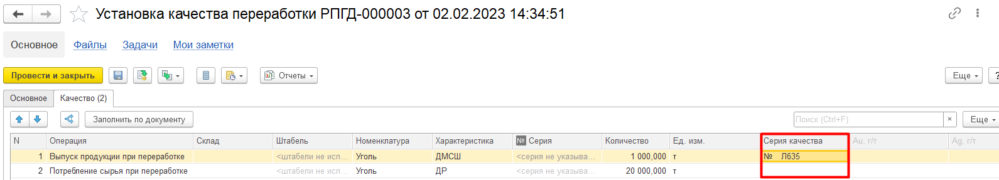 Установка качества переработки РПГД-000003 от 02.02.2023 14:34:51
Основное Файлы Задачи Мои заметки
Провести и закрыть Отчеты Еще ?
Основное Качество (2)
Заполнить по документу Поиск (Ctrl+F) × Еще
N Операция Склад Штабель Номенклатура Характеристика № Серия Количество Ед. изм. Серия качества Au, г/т Ag, г/т
1 Выпуск продукции при переработке <штабели не исп... Уголь ДМСШ <серия не указыва... 1 000,000 т № Л635
2 Потребление сырья при переработке <штабели не исп... Уголь ДР <серия не указыва... 20 000,000 т